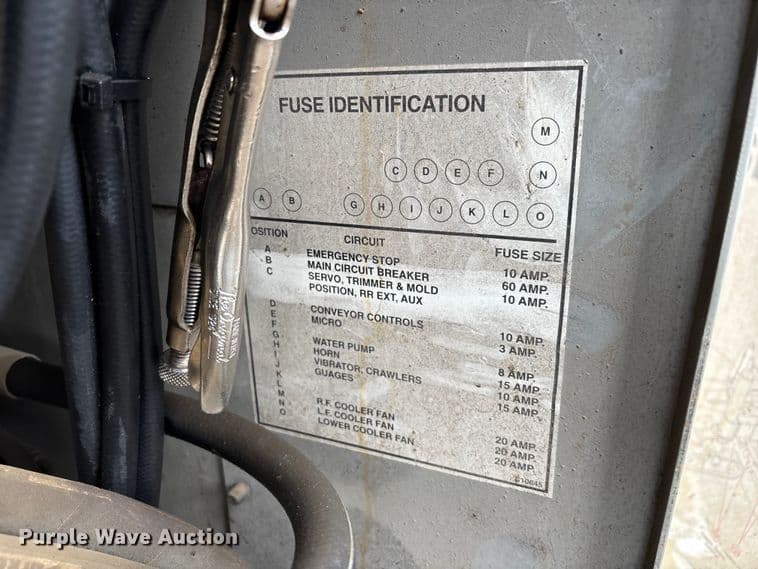 FUSE IDENTIFICATION
M
C D E F N
A B G H I J K L O
OSITION CIRCUIT FUSE SIZE
A EMERGENCY STOP 10 AMP.
B MAIN CIRCUIT BREAKER 60 AMP.
C SERVO, TRIMMER & MOLD 10 AMP.
POSITION, RR EXT, AUX
D CONVEYOR CONTROLS 10 AMP.
E MICRO 3 AMP.
F
G WATER PUMP 8 AMP.
H HORN 15 AMP.
I VIBRATOR, CRAWLERS 10 AMP.
J GUAGES 15 AMP.
K
L
M R.F. COOLER FAN 20 AMP.
N L.F. COOLER FAN 20 AMP.
O LOWER COOLER FAN 20 AMP.
Purple Wave Auction